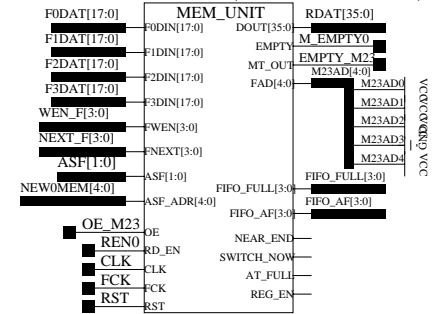 MEM_UNIT
F0DAT[17:0]
F0DIN[17:0]
F1DAT[17:0]
F1DIN[17:0]
F2DAT[17:0]
F2DIN[17:0]
F3DAT[17:0]
F3DIN[17:0]
WEN_F[3:0]
FWEN[3:0]
NEXT_F[3:0]
FNEXT[3:0]
ASF[1:0]
ASF[1:0]
NEW0MEM[4:0]
ASF_ADR[4:0]
OE_M23
OE
REN0
RD_EN
CLK
CLK
FCK
FCK
RST
RST
DOUT[35:0]
RDAT[35:0]
EMPTY
M_EMPTY0
MT_OUT
EMPTY_M23
FAD[4:0]
M23AD[4:0]
M23AD0
M23AD1
M23AD2
M23AD3
M23AD4
VCC
VCC
FIFO_FULL[3:0]
FIFO_FULL[3:0]
FIFO_AF[3:0]
FIFO_AF[3:0]
NEAR_END
SWITCH_NOW
AT_FULL
REG_EN